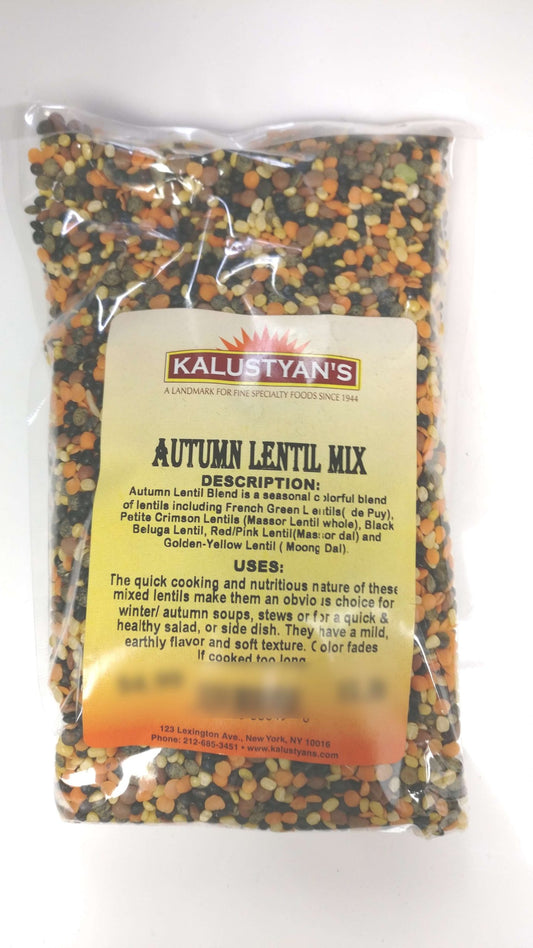 KALUSTYAN'S
A LANDMARK FOR FINE SPECIALTY FOODS SINCE 1944
AUTUMN LENTIL MIX
DESCRIPTION:
Autumn Lentil Blend is a seasonal colorful blend
of lentils including French Green Lentils( de Puy),
Petite Crimson Lentils (Massor Lentil whole), Black
Beluga Lentil, Red/Pink Lentil(Massor dal) and
Golden-Yellow Lentil ( Moong Dal).
USES:
The quick cooking and nutritious nature of these
mixed lentils make them an obvio is choice for
winter/ autumn soups, stews or for a quick &
healthy salad, or side dish. They have a mild,
earthly flavor and soft texture. Color fades
If cooked too long
123 Lexington Ave., New York, NY 10016
Phone: 212-685-3451 • www.kalustyans.com